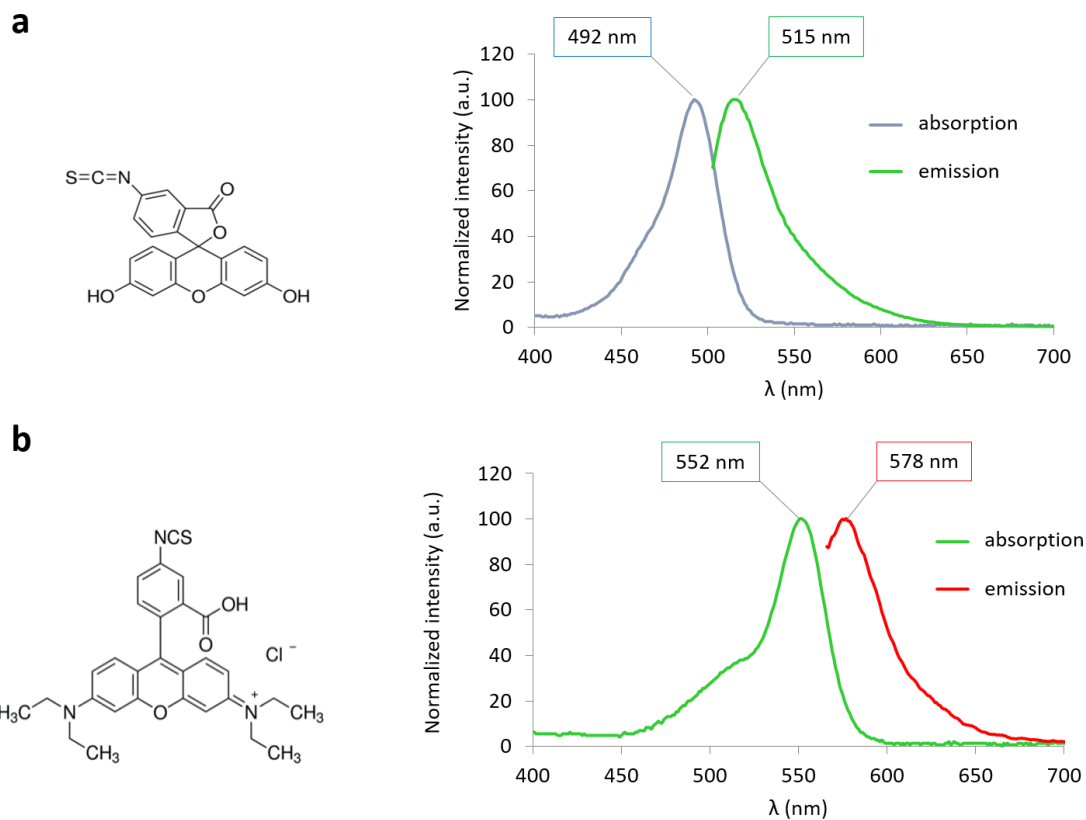 a
492 nm
515 nm
Normalized intensity (a.u.)
120
100
80
60
40
20
0
400 450 500 550 600 650 700
λ (nm)
absorption
emission
S=C=N
O
O
HO
O
OH
b
552 nm
578 nm
Normalized intensity (a.u.)
120
100
80
60
40
20
0
400 450 500 550 600 650 700
λ (nm)
absorption
emission
NCS
OH
O
Cl⁻
H₃C
N
O
N⁺
CH₃
CH₃
CH₃